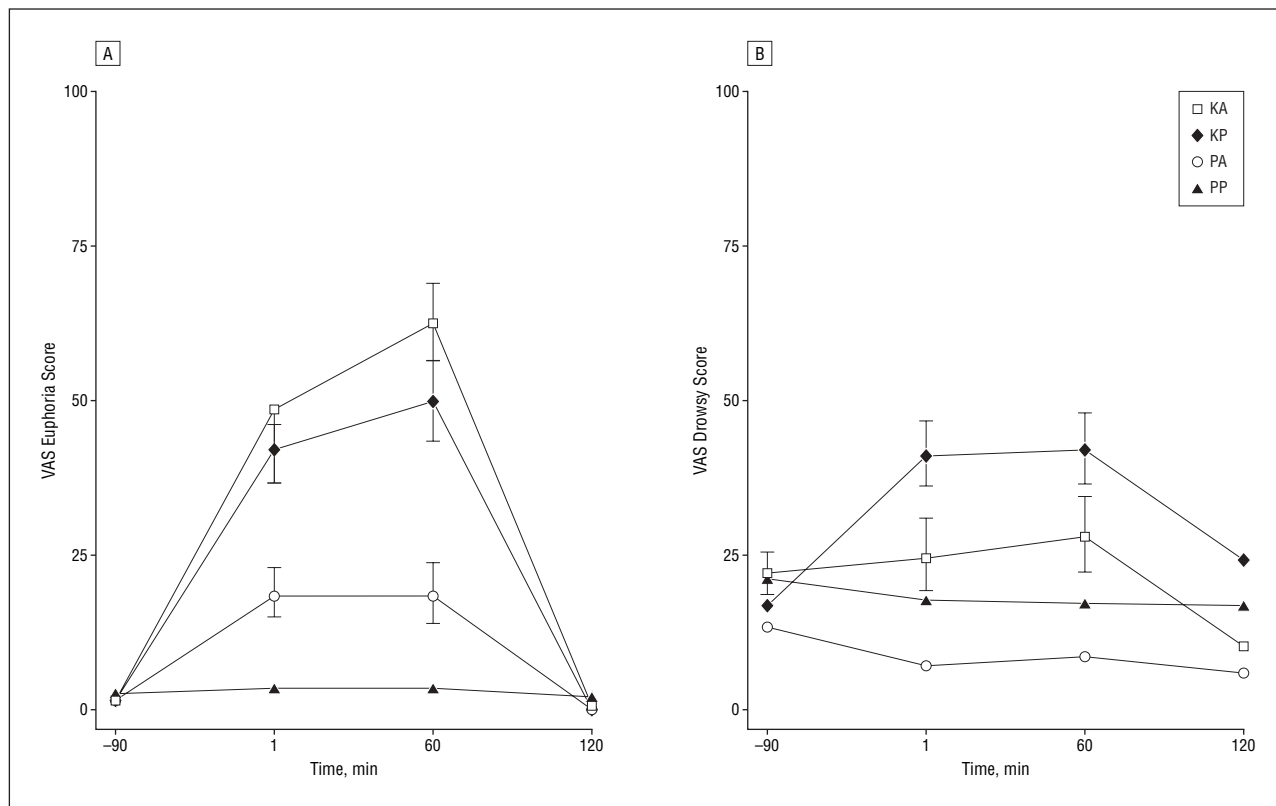 A
100
75
50
25
0
VAS Euphoria Score
–90
1
60
120
Time, min
B
100
75
50
25
0
VAS Drowsy Score
–90
1
60
120
Time, min
KA
KP
PA
PP